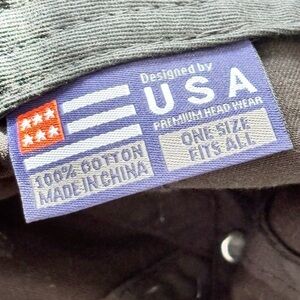 Designed by
USA
PREMIUM HEAD WEAR
100% COTTON
MADE IN CHINA
ONE SIZE
FITS ALL